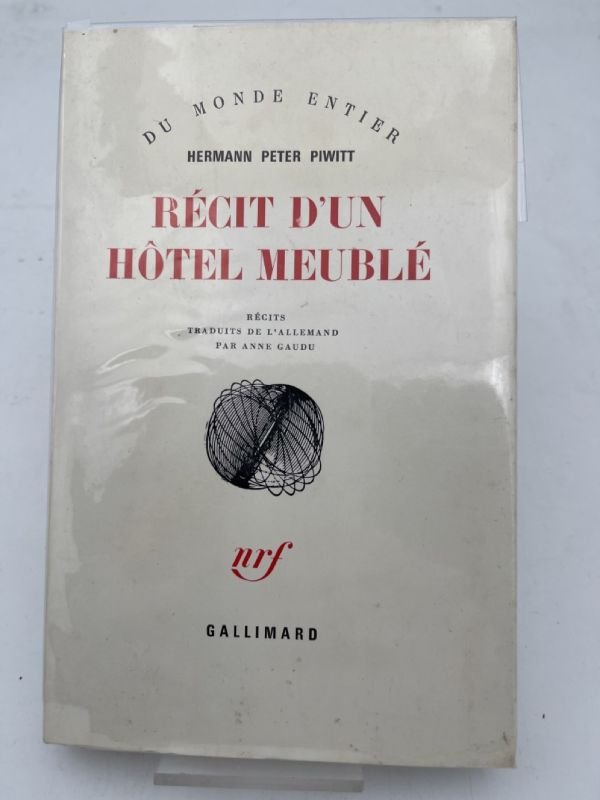 DU MONDE ENTIER
HERMANN PETER PIWITT
RÉCIT D'UN
HÔTEL MEUBLÉ
RÉCITS
TRADUITS DE L'ALLEMAND
PAR ANNE GAUDU
nrf
GALLIMARD